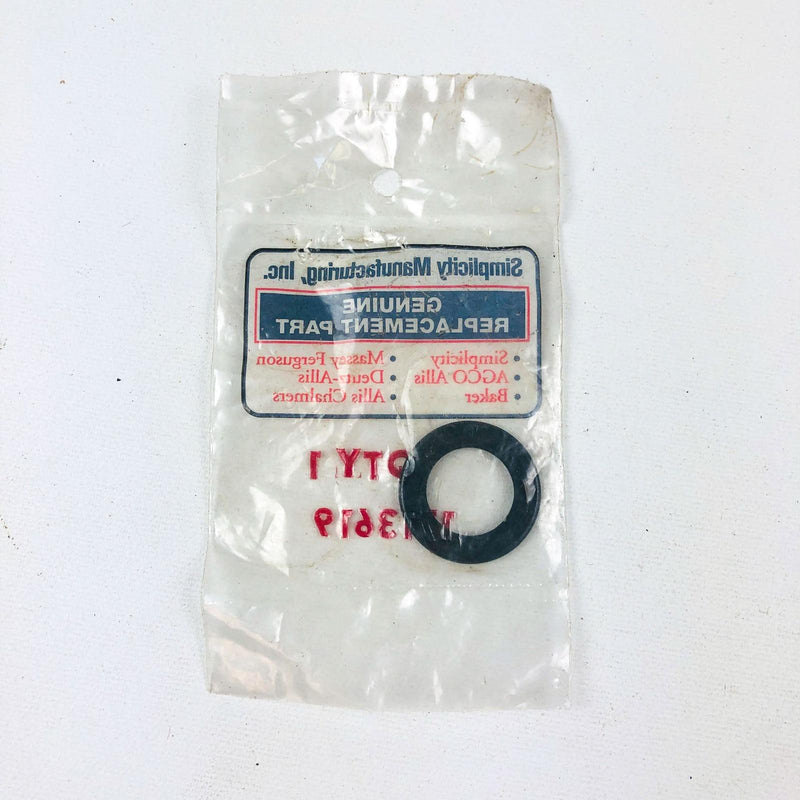 Simplicity Manufacturing, Inc.
GENUINE
REPLACEMENT PART
• Simplicity • Massey Ferguson
• AGCO Allis • Deutz-Allis
• Baker • Allis Chalmers
QTY 1